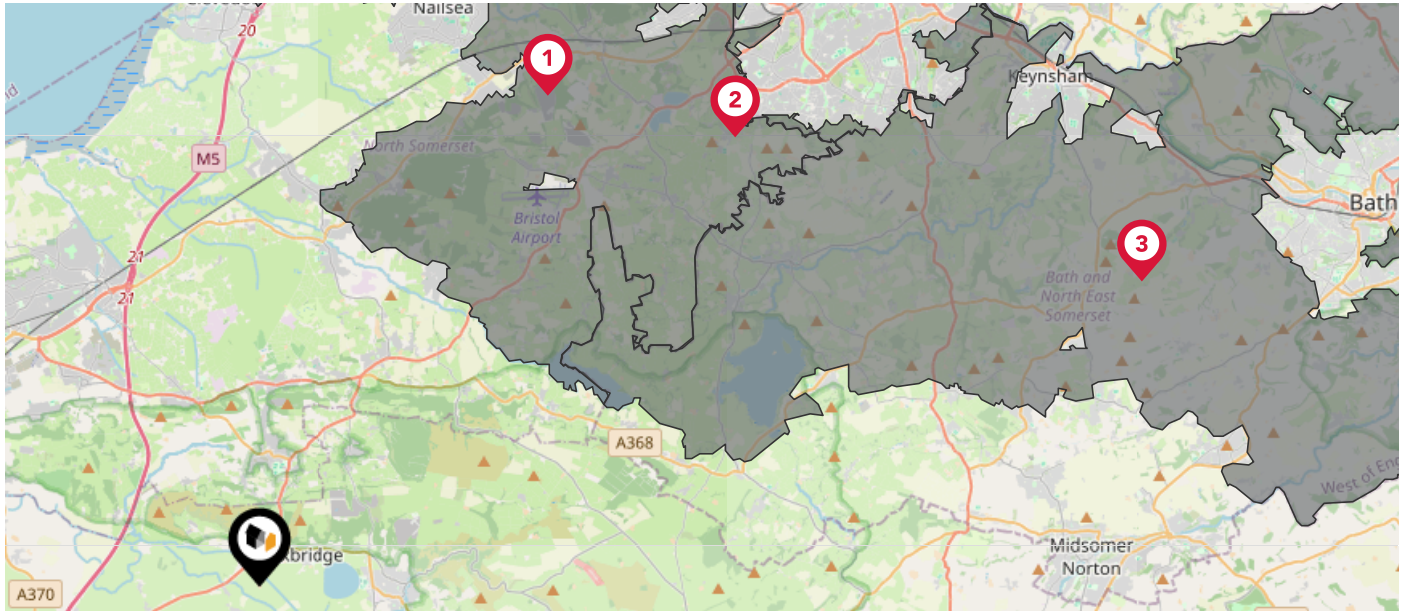 Nailsea
20
1
2
Keynsham
North Somerset
M5
Bath
Bristol
Airport
3
21
Bath and
North East
Somerset
21
A368
West of Eng
kbridge
Midsomer
Norton
A370